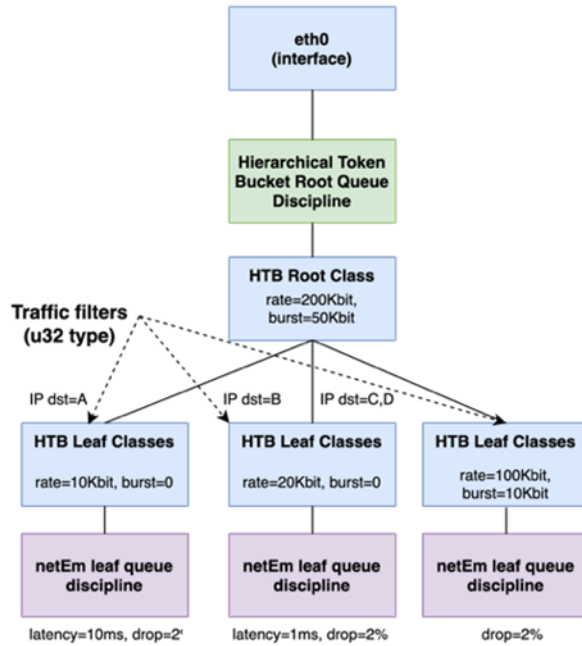 eth0
(interface)
Hierarchical Token
Bucket Root Queue
Discipline
HTB Root Class
rate=200Kbit,
burst=50Kbit
Traffic filters
(u32 type)
IP dst=A
IP dst=B
IP dst=C,D
HTB Leaf Classes
rate=10Kbit, burst=0
HTB Leaf Classes
rate=20Kbit, burst=0
HTB Leaf Classes
rate=100Kbit,
burst=10Kbit
netEm leaf queue
discipline
netEm leaf queue
discipline
netEm leaf queue
discipline
latency=10ms, drop=2
latency=1ms, drop=2%
drop=2%